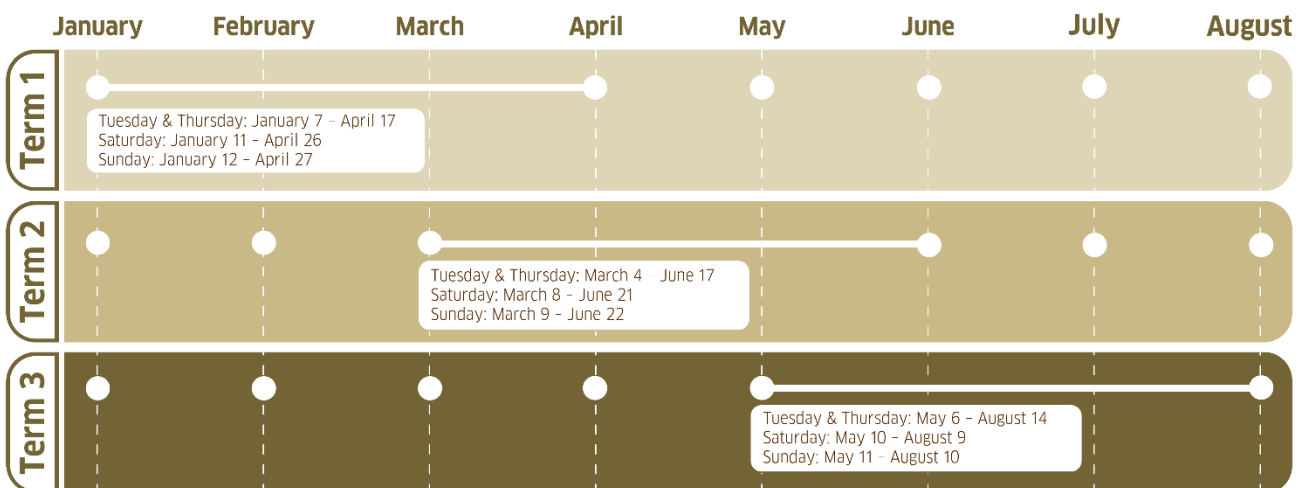 January February March April May June July August
Term 1
Tuesday & Thursday: January 7 – April 17
Saturday: January 11 – April 26
Sunday: January 12 – April 27
Term 2
Tuesday & Thursday: March 4 June 17
Saturday: March 8 – June 21
Sunday: March 9 – June 22
Term 3
Tuesday & Thursday: May 6 – August 14
Saturday: May 10 – August 9
Sunday: May 11 – August 10